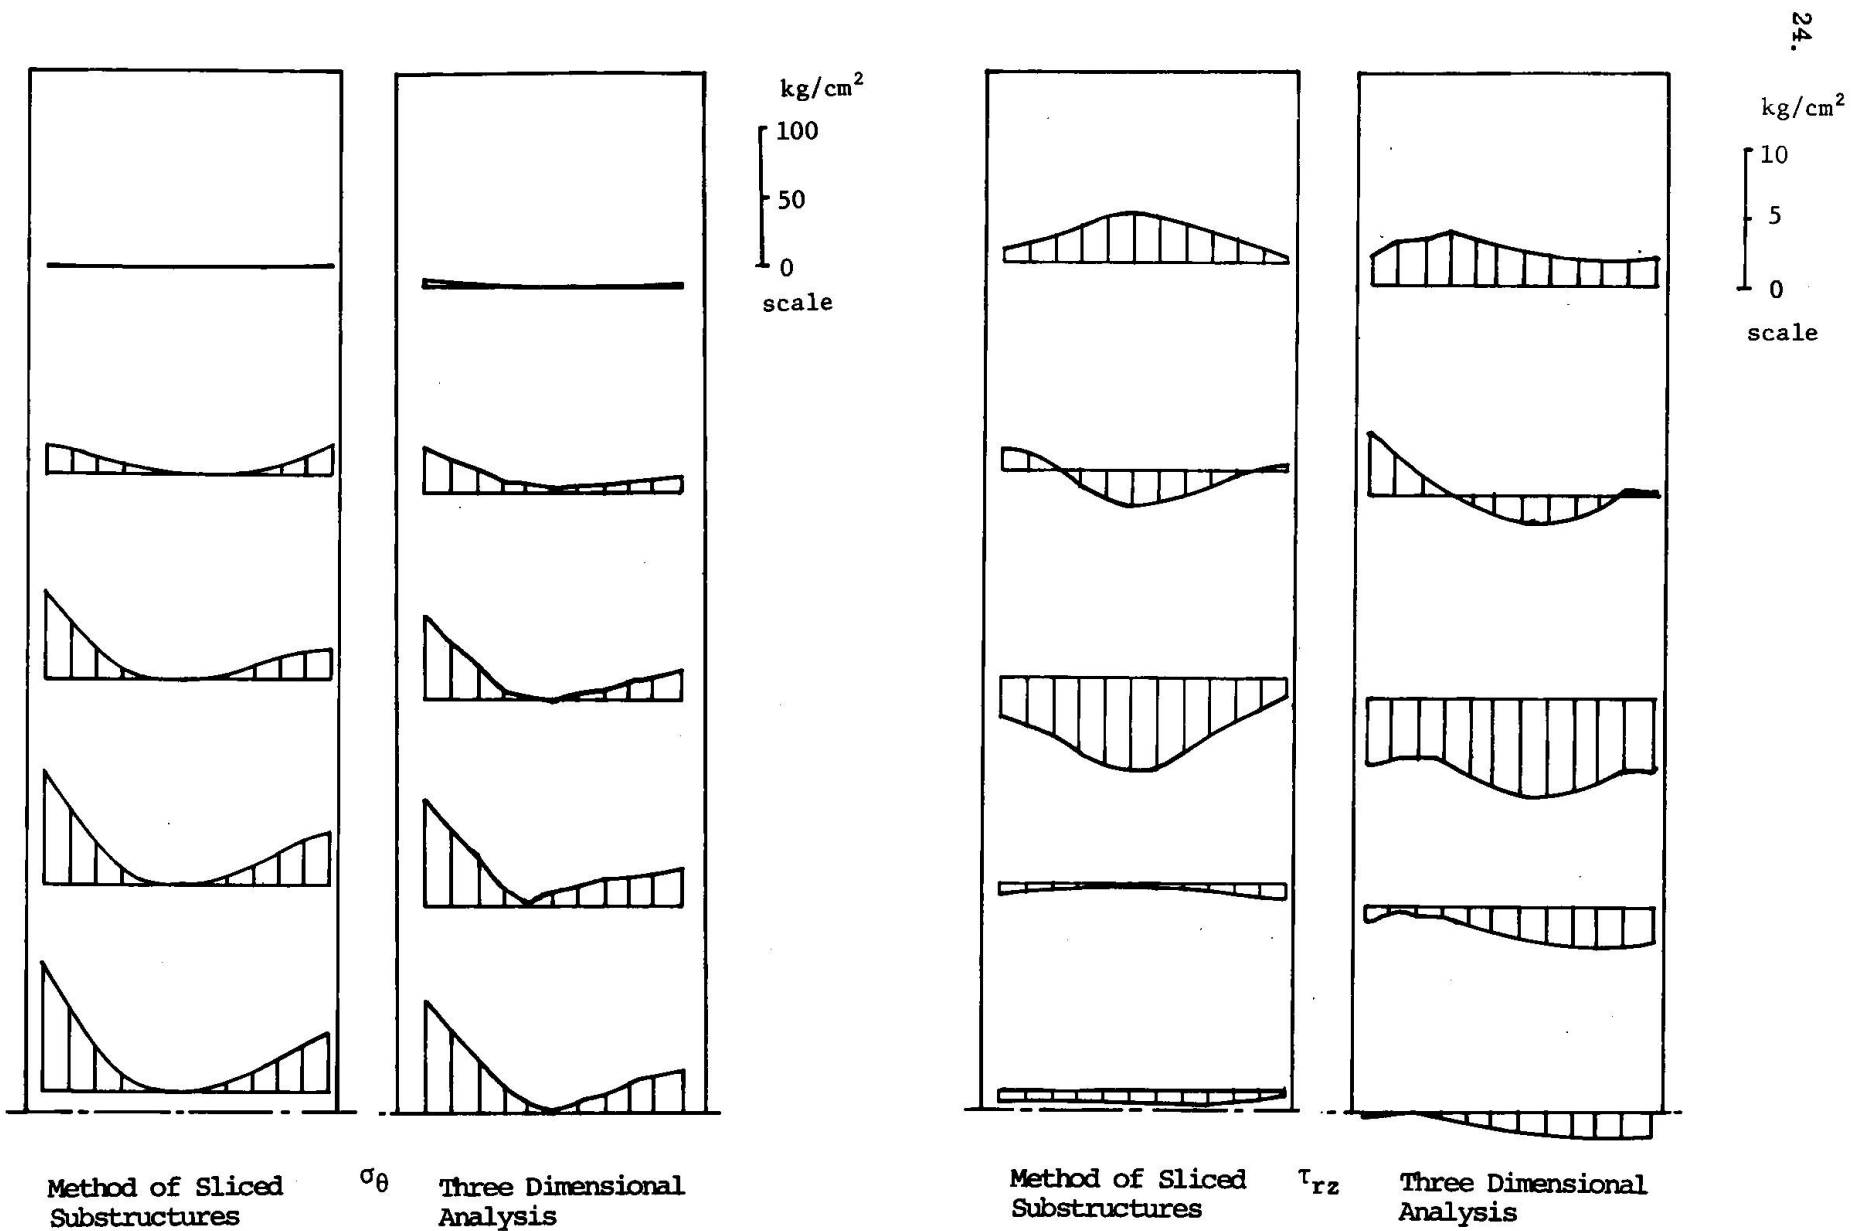 24.
kg/cm²
100
50
0
scale
kg/cm²
10
5
0
scale
Method of Sliced
Substructures
σθ
Three Dimensional
Analysis
Method of Sliced
Substructures
τrz
Three Dimensional
Analysis